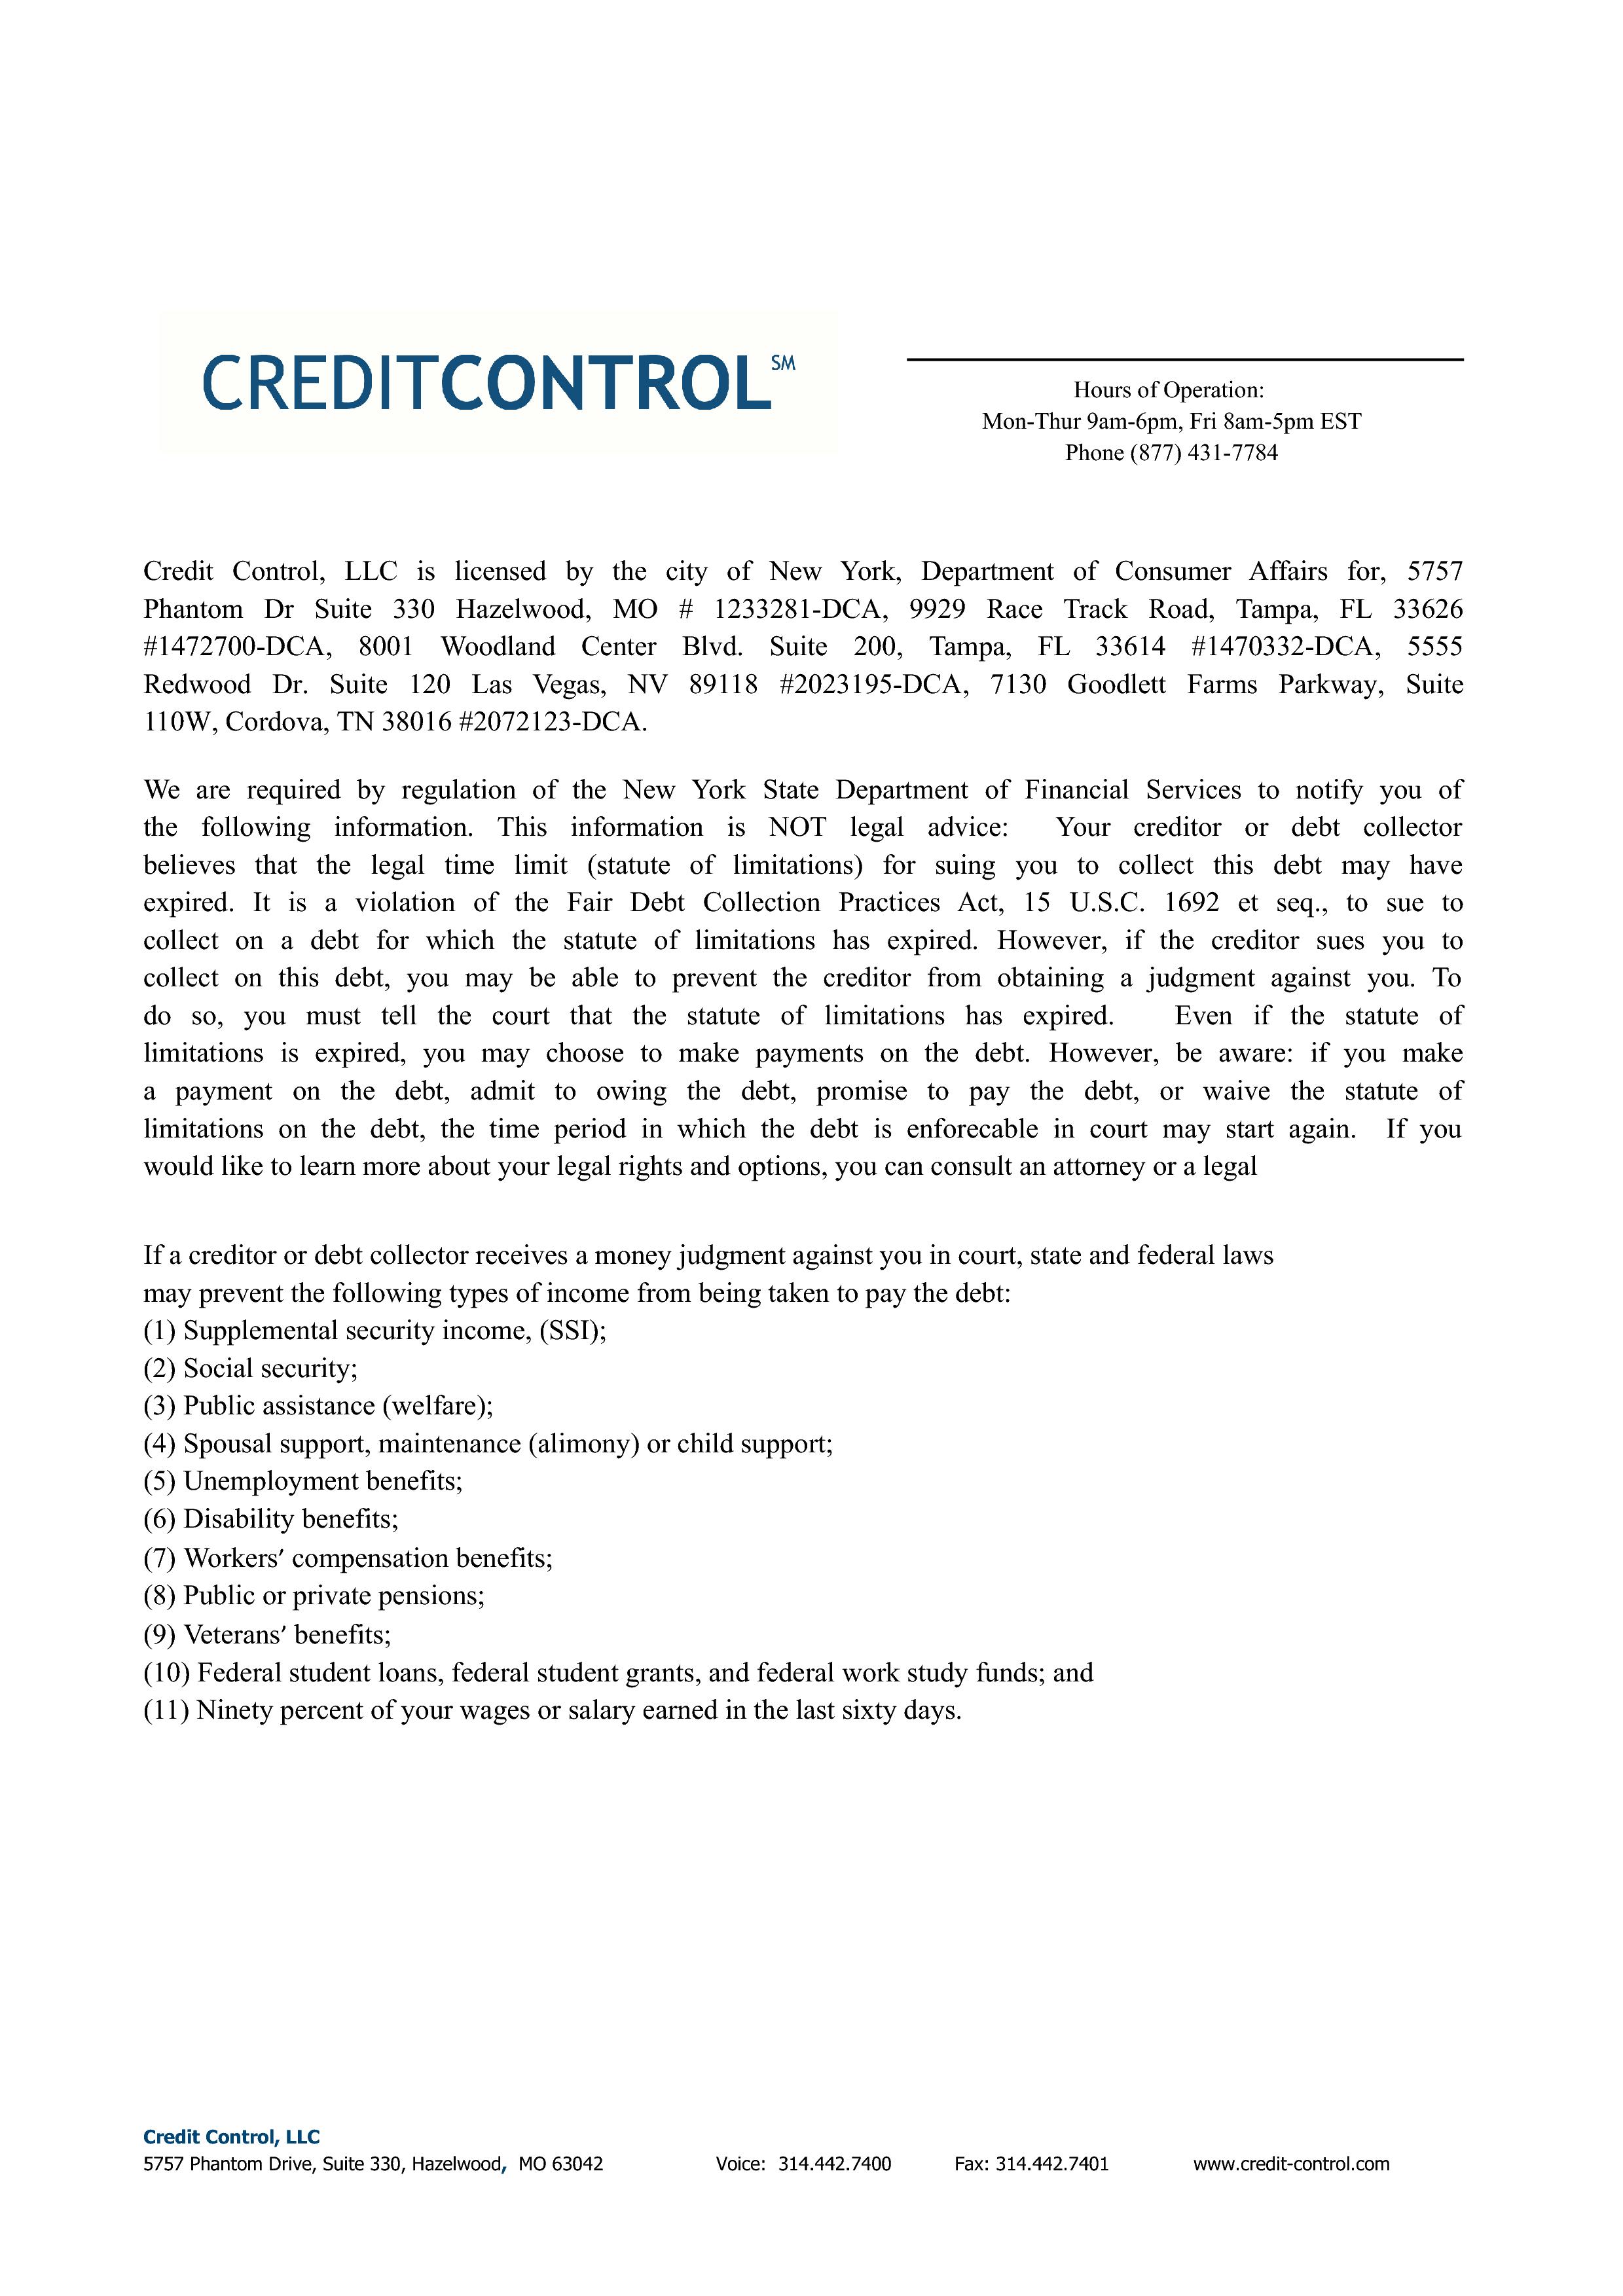 CREDITCONTROL SM
Hours of Operation:
Mon-Thur 9am-6pm, Fri 8am-5pm EST
Phone (877) 431-7784
Credit Control, LLC is licensed by the city of New York, Department of Consumer Affairs for, 5757
Phantom Dr Suite 330 Hazelwood, MO # 1233281-DCA, 9929 Race Track Road, Tampa, FL 33626
#1472700-DCA, 8001 Woodland Center Blvd. Suite 200, Tampa, FL 33614 #1470332-DCA, 5555
Redwood Dr. Suite 120 Las Vegas, NV 89118 #2023195-DCA, 7130 Goodlett Farms Parkway, Suite
110W, Cordova, TN 38016 #2072123-DCA.
We are required by regulation of the New York State Department of Financial Services to notify you of
the following information. This information is NOT legal advice: Your creditor or debt collector
believes that the legal time limit (statute of limitations) for suing you to collect this debt may have
expired. It is a violation of the Fair Debt Collection Practices Act, 15 U.S.C. 1692 et seq., to sue to
collect on a debt for which the statute of limitations has expired. However, if the creditor sues you to
collect on this debt, you may be able to prevent the creditor from obtaining a judgment against you. To
do so, you must tell the court that the statute of limitations has expired. Even if the statute of
limitations is expired, you may choose to make payments on the debt. However, be aware: if you make
a payment on the debt, admit to owing the debt, promise to pay the debt, or waive the statute of
limitations on the debt, the time period in which the debt is enforecable in court may start again. If you
would like to learn more about your legal rights and options, you can consult an attorney or a legal
If a creditor or debt collector receives a money judgment against you in court, state and federal laws
may prevent the following types of income from being taken to pay the debt:
(1) Supplemental security income, (SSI);
(2) Social security;
(3) Public assistance (welfare);
(4) Spousal support, maintenance (alimony) or child support;
(5) Unemployment benefits;
(6) Disability benefits;
(7) Workers' compensation benefits;
(8) Public or private pensions;
(9) Veterans' benefits;
(10) Federal student loans, federal student grants, and federal work study funds; and
(11) Ninety percent of your wages or salary earned in the last sixty days.
Credit Control, LLC
5757 Phantom Drive, Suite 330, Hazelwood, MO 63042 Voice: 314.442.7400 Fax: 314.442.7401 www.credit-control.com